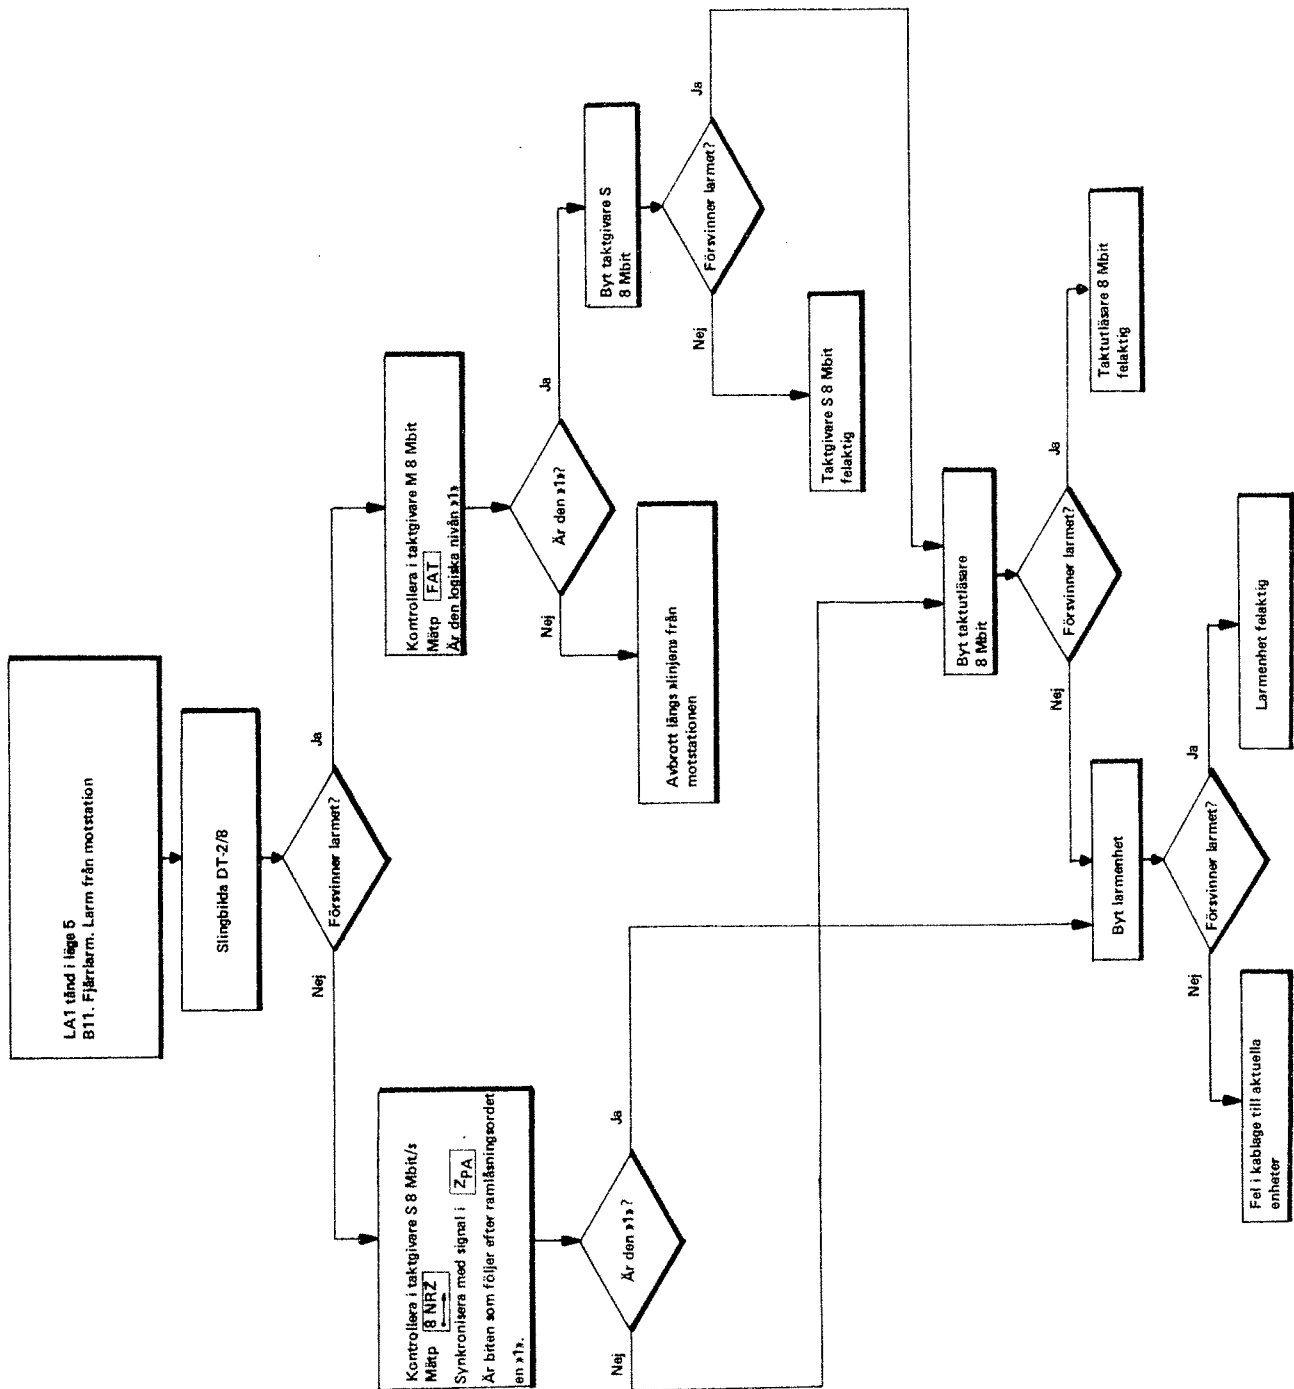 LA1 tänd i läge 5
B11. Fjärrlarm. Larm från motstation
Slingbilda DT-2/8
Försvinner larmet?
Nej
Ja
Kontrollera i taktgivare S 8 Mbit/s
Mätp 8 NRZ
Synkronisera med signal i ZPA .
Är biten som följer efter ramlåsningsordet
en »1».
Är den »1»?
Nej
Ja
Kontrollera i taktgivare M 8 Mbit
Mätp FAT
Är den logiska nivån »1»
Är den »1»?
Nej
Ja
Avbrott längs »linjen» från
motstationen
Byt taktgivare S
8 Mbit
Försvinner larmet?
Nej
Ja
Taktgivare S 8 Mbit
felaktig
Byt taktutläsare
8 Mbit
Försvinner larmet?
Nej
Ja
Taktutläsare 8 Mbit
felaktig
Byt larmenhet
Försvinner larmet?
Nej
Ja
Larmenhet felaktig
Fel i kablage till aktuella
enheter